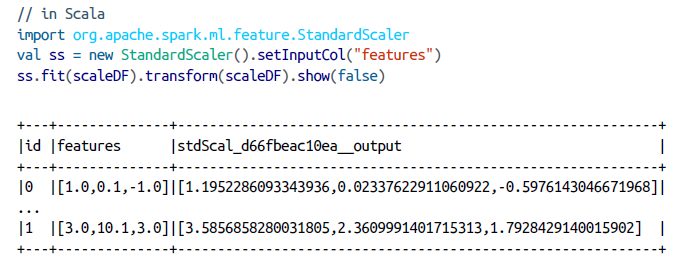 // in Scala
import org.apache.spark.ml.feature.StandardScaler
val ss = new StandardScaler().setInputCol("features")
ss.fit(scaleDF).transform(scaleDF).show(false)
+---+--------------+------------------------------------------------------------+
|id |features      |stdScal_d66fbeac10ea__output                                |
+---+--------------+------------------------------------------------------------+
|0  |[1.0,0.1,-1.0]|[1.1952286093343936,0.02337622911060922,-0.5976143046671968]|
...
|1  |[3.0,10.1,3.0]|[3.5856858280031805,2.3609991401715313,1.7928429140015902]  |
+---+--------------+------------------------------------------------------------+